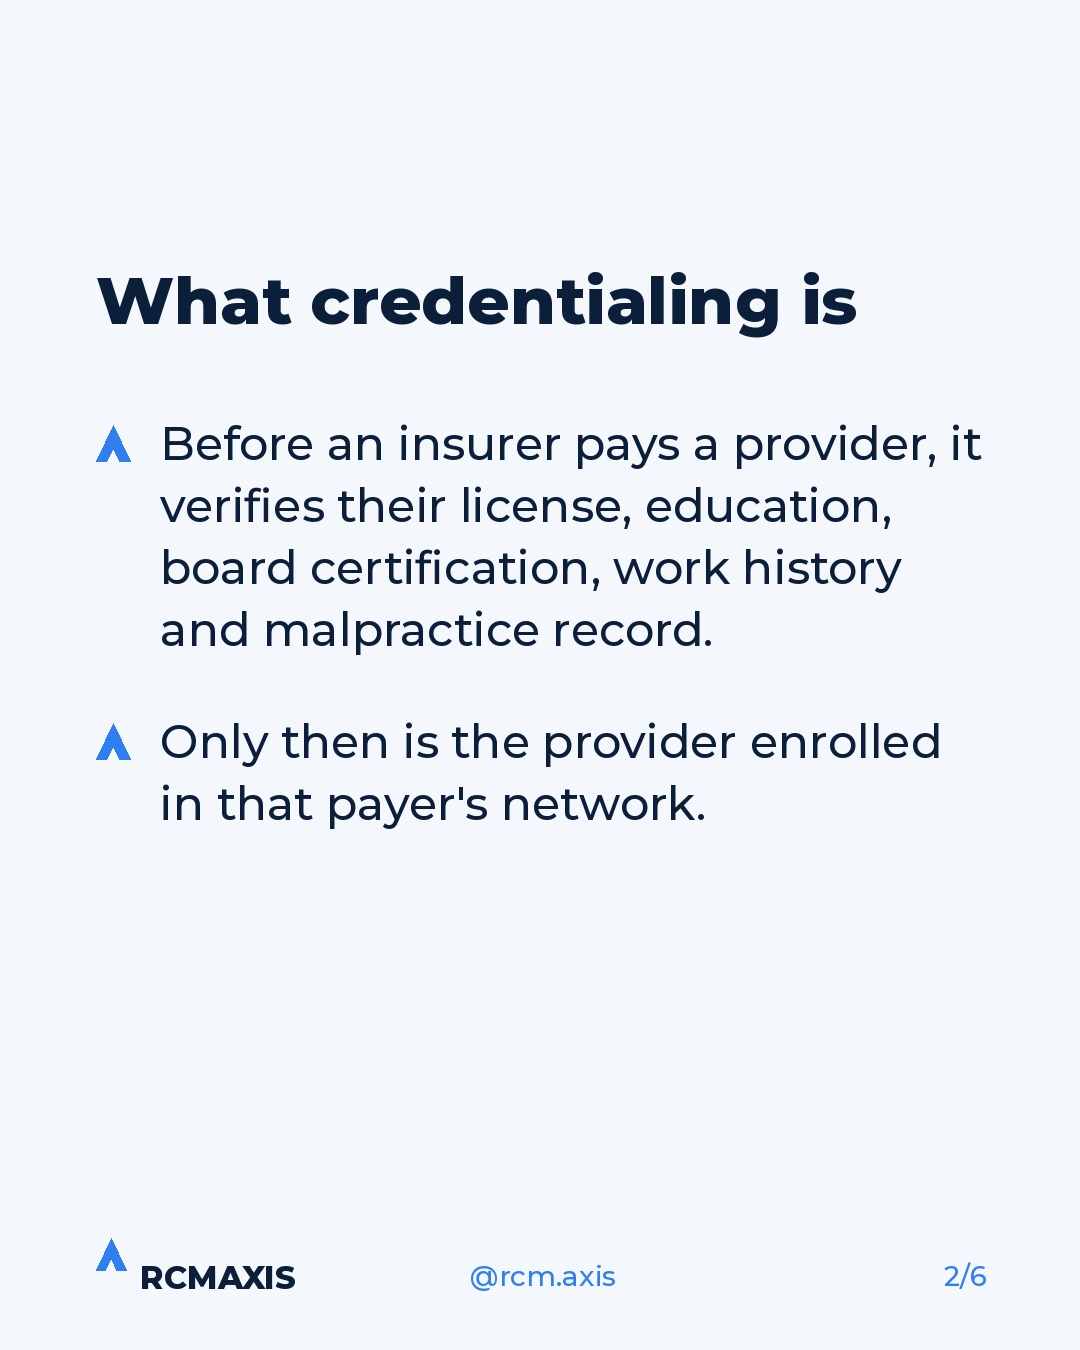 What credentialing is
Before an insurer pays a provider, it
verifies their license, education,
board certification, work history
and malpractice record.
Only then is the provider enrolled
in that payer's network.
RCMAXIS
@rcm.axis
2/6